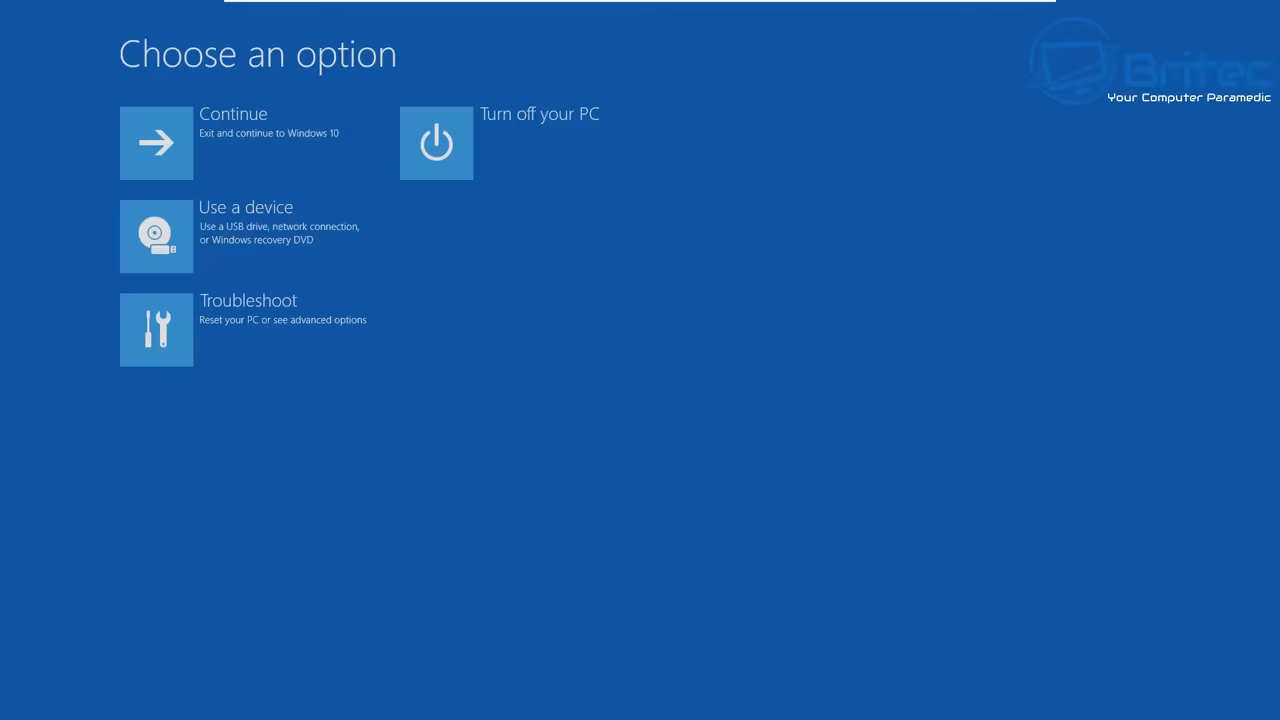 Choose an option
Britec
Your Computer Paramedic
Continue
Exit and continue to Windows 10
Turn off your PC
Use a device
Use a USB drive, network connection,
or Windows recovery DVD
Troubleshoot
Reset your PC or see advanced options